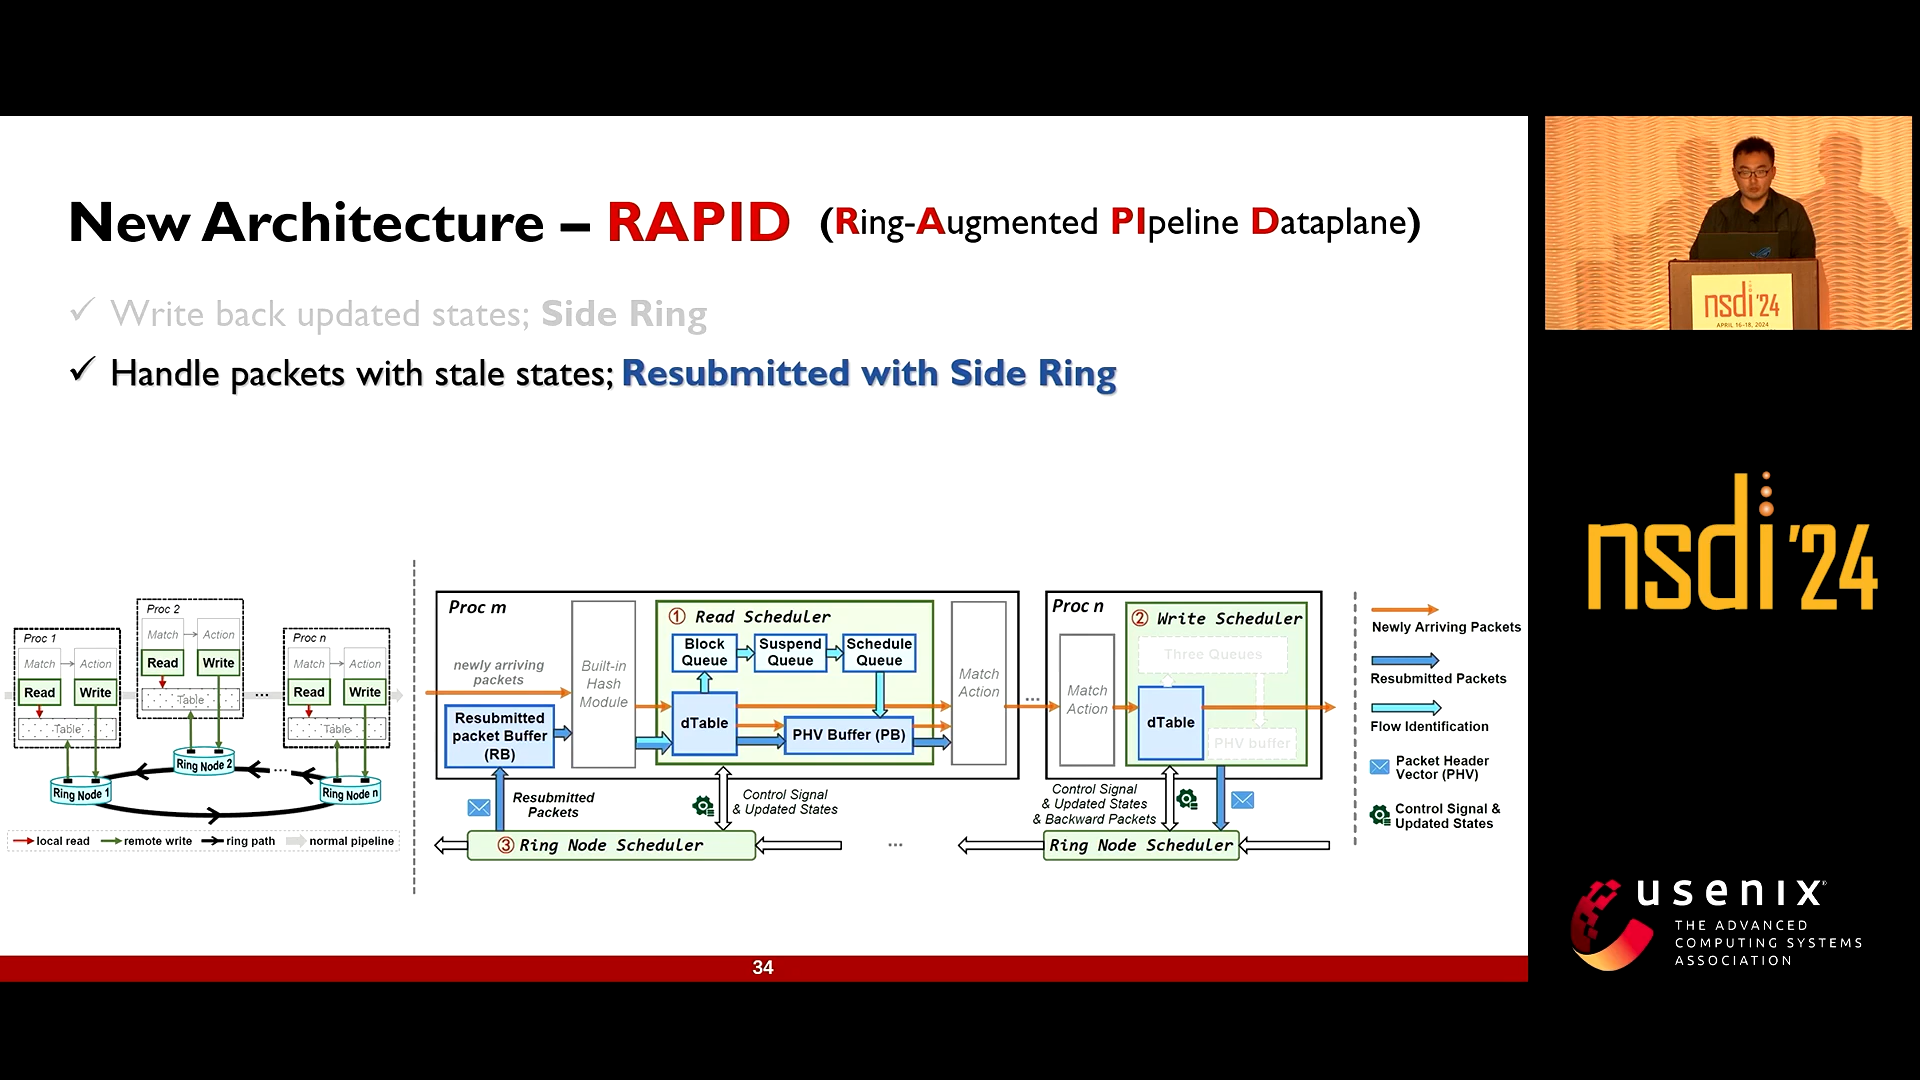 New Architecture – RAPID (Ring-Augmented PIpeline Dataplane)
✓ Write back updated states; Side Ring
✓ Handle packets with stale states; Resubmitted with Side Ring
Proc 1
Match
Action
Read
Write
Table
Proc 2
Match
Action
Read
Write
Table
...
Proc n
Match
Action
Read
Write
Table
Ring Node 1
Ring Node 2
...
Ring Node n
local read
remote write
ring path
normal pipeline
Proc m
newly arriving
packets
Resubmitted
packet Buffer
(RB)
Built-in
Hash
Module
① Read Scheduler
Block
Queue
Suspend
Queue
Schedule
Queue
dTable
PHV Buffer (PB)
Match
Action
...
Proc n
Match
Action
② Write Scheduler
Three Queues
dTable
PHV buffer
Resubmitted
Packets
Control Signal
& Updated States
Control Signal
& Updated States
& Backward Packets
③ Ring Node Scheduler
...
Ring Node Scheduler
Newly Arriving Packets
Resubmitted Packets
Flow Identification
Packet Header
Vector (PHV)
Control Signal &
Updated States
34
nsdi '24
APRIL 16–18, 2024
nsdi '24
usenix
THE ADVANCED
COMPUTING SYSTEMS
ASSOCIATION